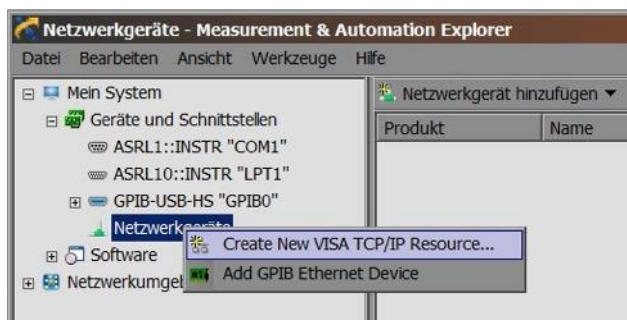 Netzwerkgeräte - Measurement & Automation Explorer
Datei Bearbeiten Ansicht Werkzeuge Hilfe
Mein System
Netzwerkgerät hinzufügen
Geräte und Schnittstellen
Produkt Name
ASRL1::INSTR "COM1"
ASRL10::INSTR "LPT1"
GPIB-USB-HS "GPIB0"
Netzwerkgeräte
Create New VISA TCP/IP Resource...
Software
Add GPIB Ethernet Device
Netzwerkumgeb